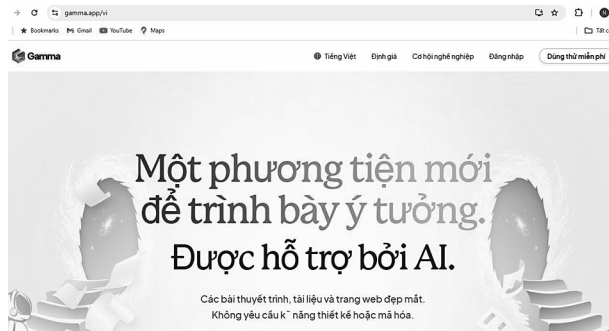 gamma.app/vi
Bookmarks Gmail YouTube Maps Tất c
Gamma Tiếng Việt Định giá Cơ hội nghề nghiệp Đăng nhập Dùng thử miễn phí
Một phương tiện mới
để trình bày ý tưởng.
Được hỗ trợ bởi AI.
Các bài thuyết trình, tài liệu và trang web đẹp mắt.
Không yêu cầu k˜ năng thiết kế hoặc mã hóa.